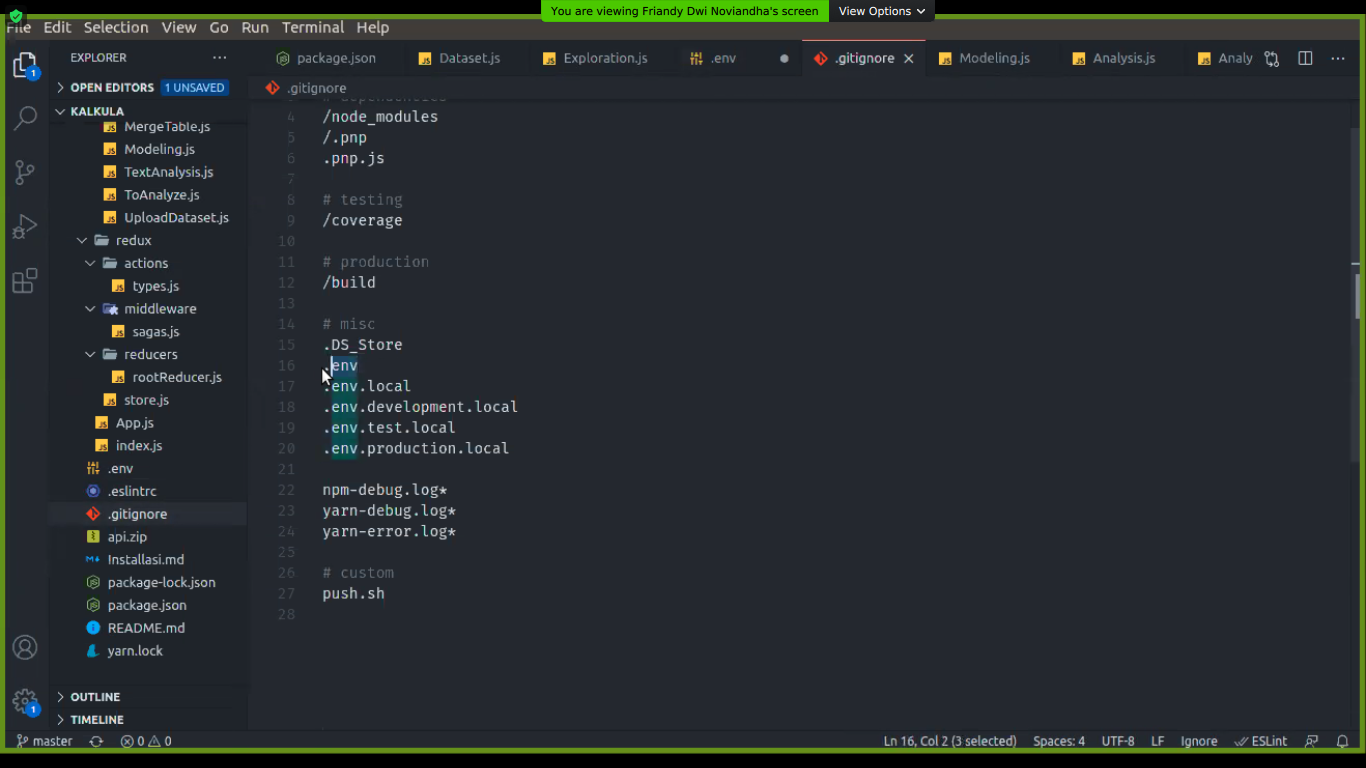 You are viewing Friandy Dwi Noviandha's screen View Options
File Edit Selection View Go Run Terminal Help
EXPLORER
package.json Dataset.js Exploration.js .env .gitignore Modeling.js Analysis.js Analy
OPEN EDITORS 1 UNSAVED
.gitignore
KALKULA
3 # dependencies
MergeTable.js
4 /node_modules
Modeling.js
5 /.pnp
6 .pnp.js
TextAnalysis.js
7
ToAnalyze.js
8 # testing
UploadDataset.js
9 /coverage
redux
10
actions
11 # production
types.js
12 /build
middleware
13
sagas.js
14 # misc
reducers
15 .DS_Store
rootReducer.js
16 .env
store.js
17 .env.local
App.js
18 .env.development.local
index.js
19 .env.test.local
20 .env.production.local
.env
21
.eslintrc
22 npm-debug.log*
.gitignore
23 yarn-debug.log*
api.zip
24 yarn-error.log*
Installasi.md
25
package-lock.json
26 # custom
package.json
27 push.sh
README.md
28
yarn.lock
1
OUTLINE
1
TIMELINE
master 0 0 Ln 16, Col 2 (3 selected) Spaces: 4 UTF-8 LF Ignore ESLint